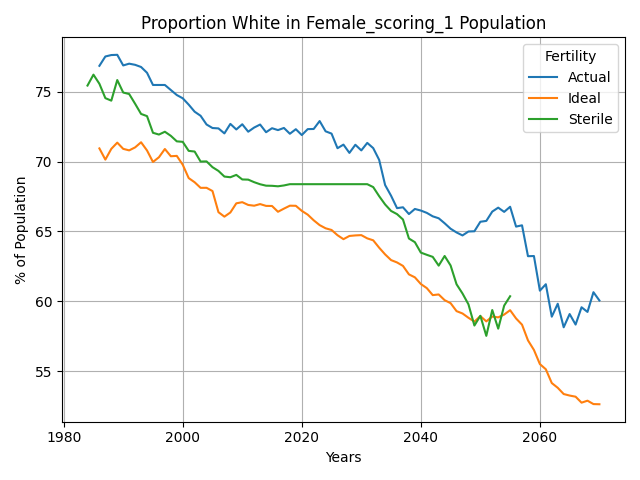 Proportion White in Female_scoring_1 Population
Fertility
Actual
Ideal
Sterile
% of Population
75
70
65
60
55
1980
2000
2020
2040
2060
Years